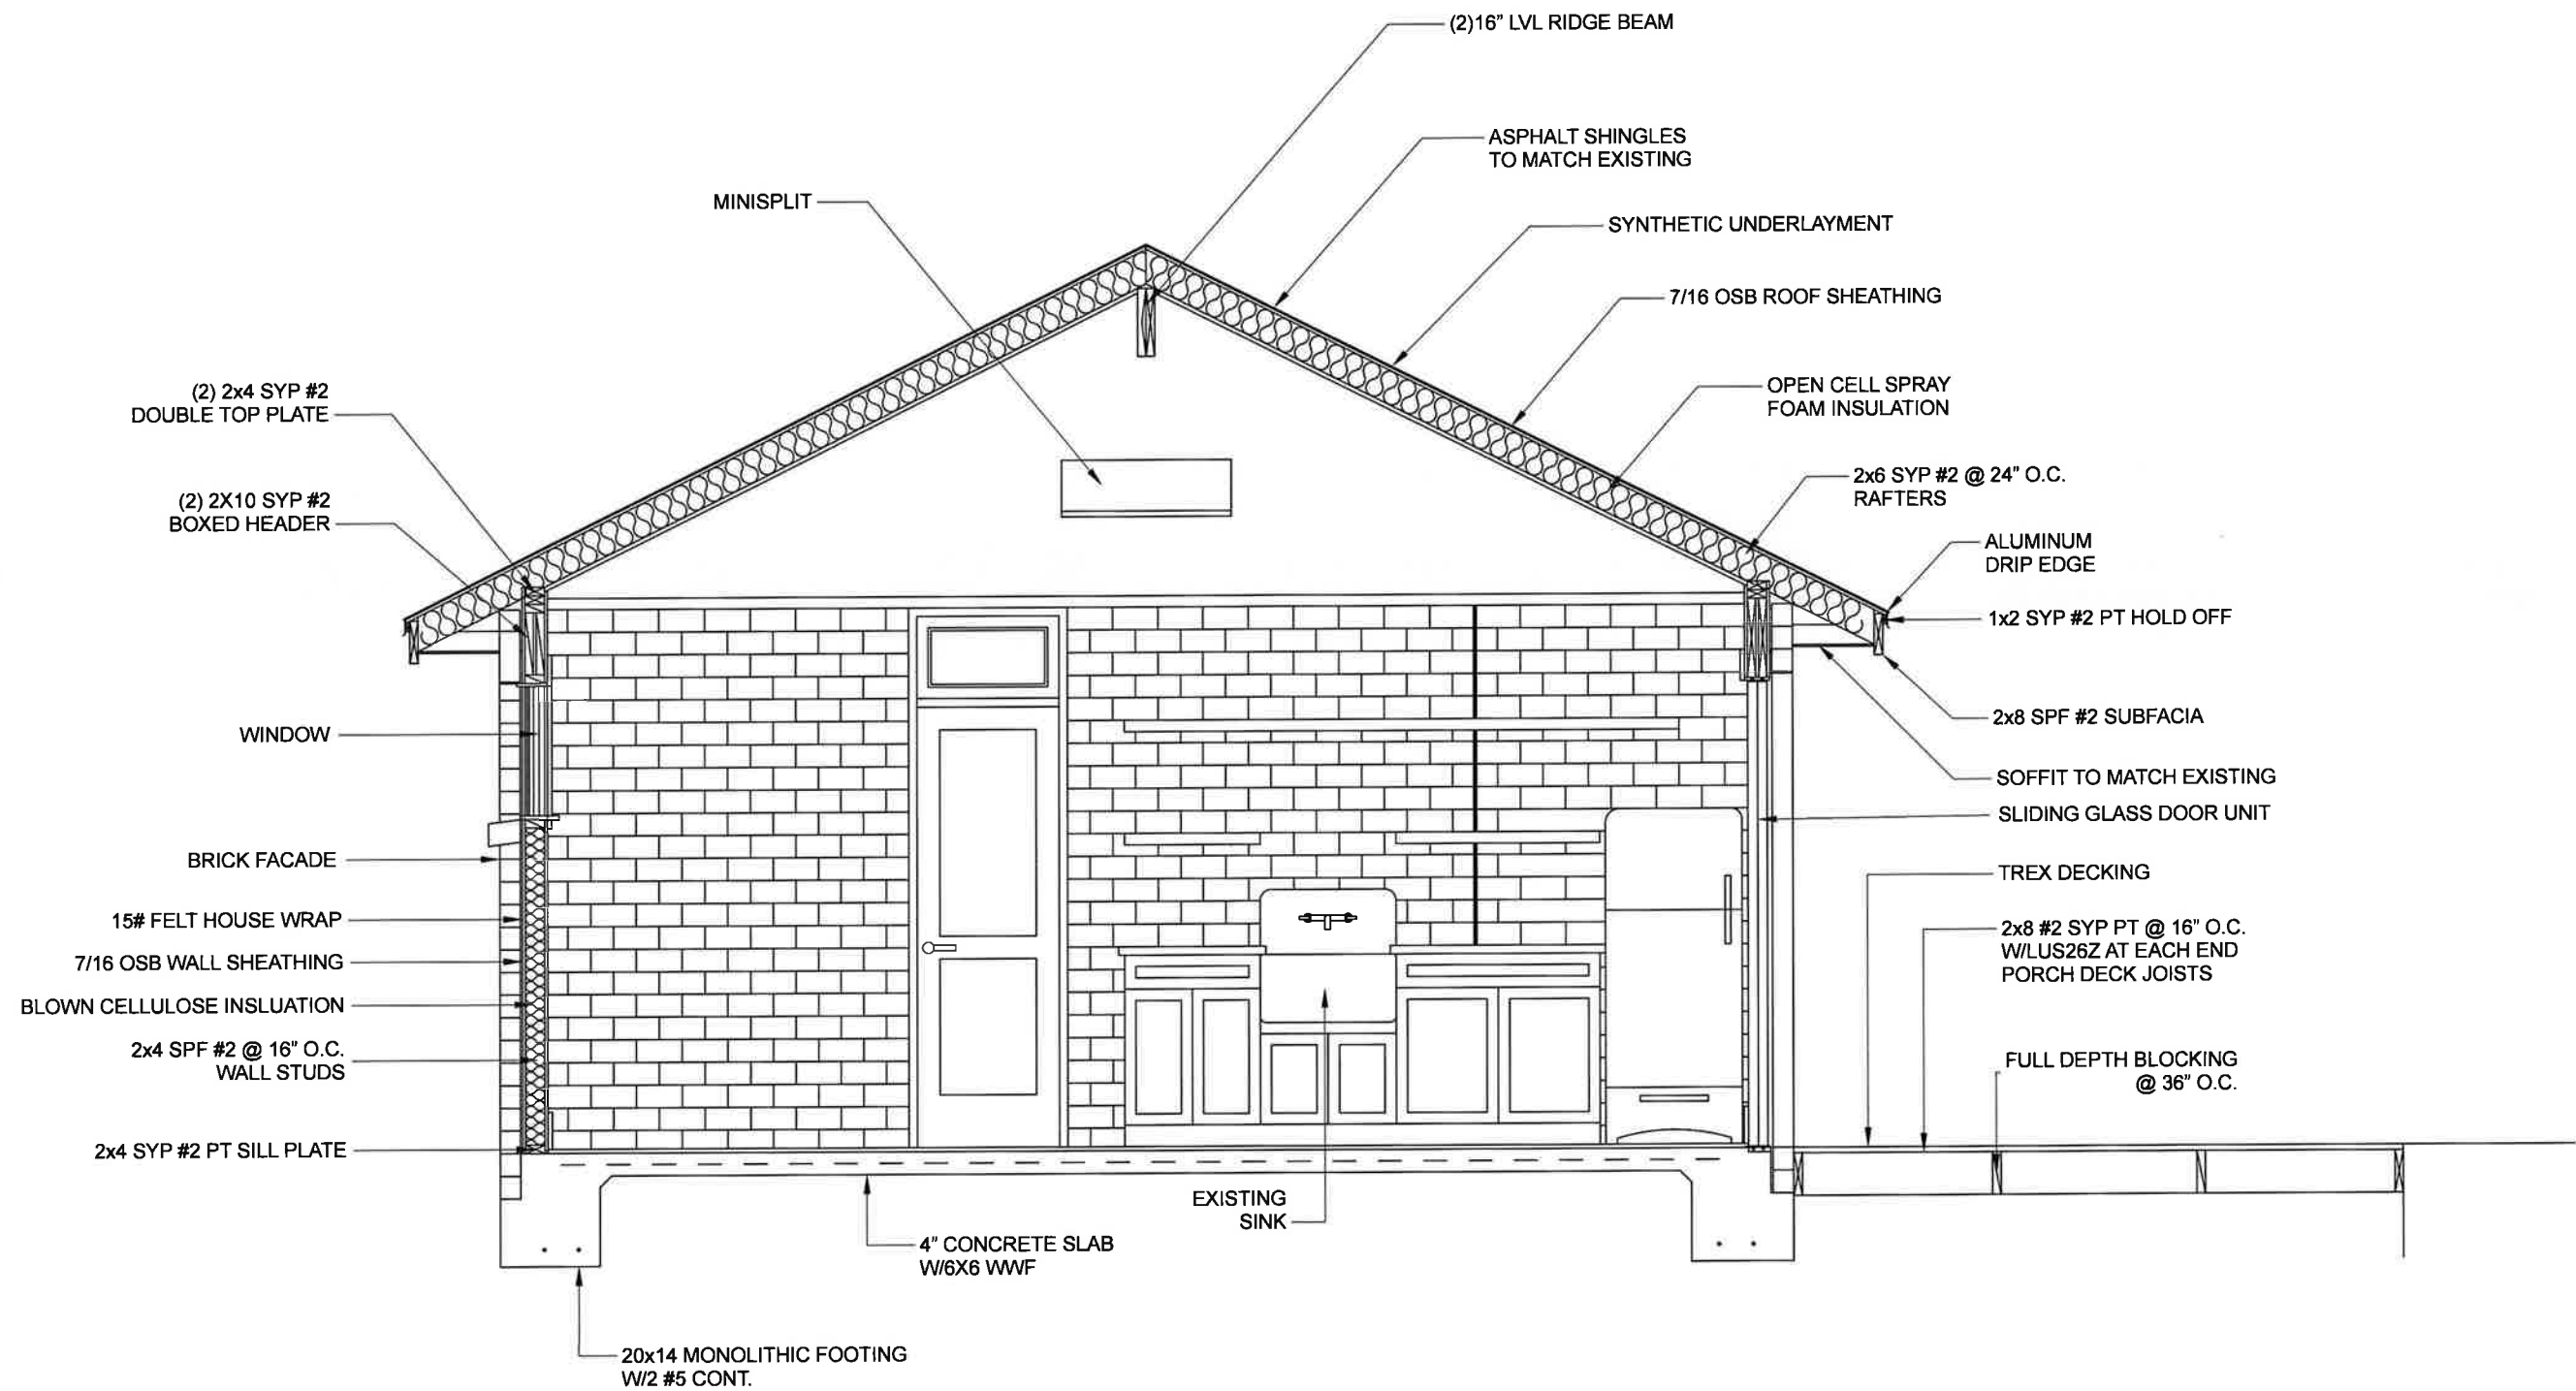 (2)16" LVL RIDGE BEAM
ASPHALT SHINGLES
TO MATCH EXISTING
MINISPLIT
SYNTHETIC UNDERLAYMENT
7/16 OSB ROOF SHEATHING
(2) 2x4 SYP #2
DOUBLE TOP PLATE
OPEN CELL SPRAY
FOAM INSULATION
(2) 2X10 SYP #2
BOXED HEADER
2x6 SYP #2 @ 24" O.C.
RAFTERS
ALUMINUM
DRIP EDGE
1x2 SYP #2 PT HOLD OFF
WINDOW
2x8 SPF #2 SUBFACIA
SOFFIT TO MATCH EXISTING
SLIDING GLASS DOOR UNIT
BRICK FACADE
TREX DECKING
15# FELT HOUSE WRAP
2x8 #2 SYP PT @ 16" O.C.
W/LUS26Z AT EACH END
PORCH DECK JOISTS
7/16 OSB WALL SHEATHING
BLOWN CELLULOSE INSLUATION
2x4 SPF #2 @ 16" O.C.
WALL STUDS
FULL DEPTH BLOCKING
@ 36" O.C.
2x4 SYP #2 PT SILL PLATE
EXISTING
SINK
4" CONCRETE SLAB
W/6X6 WWF
20x14 MONOLITHIC FOOTING
W/2 #5 CONT.